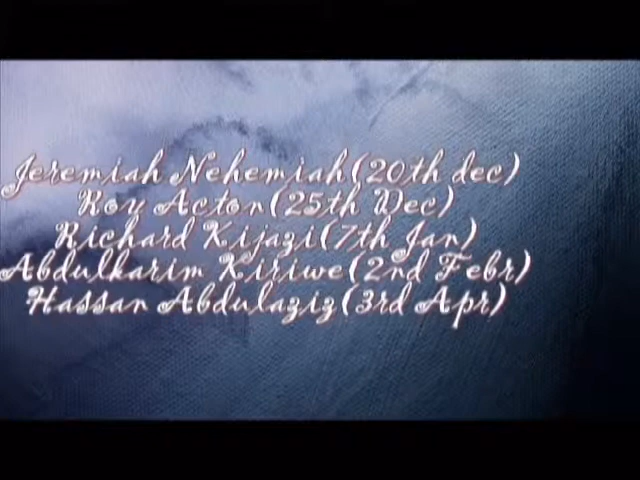 Jeremiah Nehemiah(20th dec)
Roy Acton(25th Dec)
Richard Kijazi(7th Jan)
Abdulkarim Kiriwe(2nd Febr)
Hassan Abdulaziz(3rd Apr)